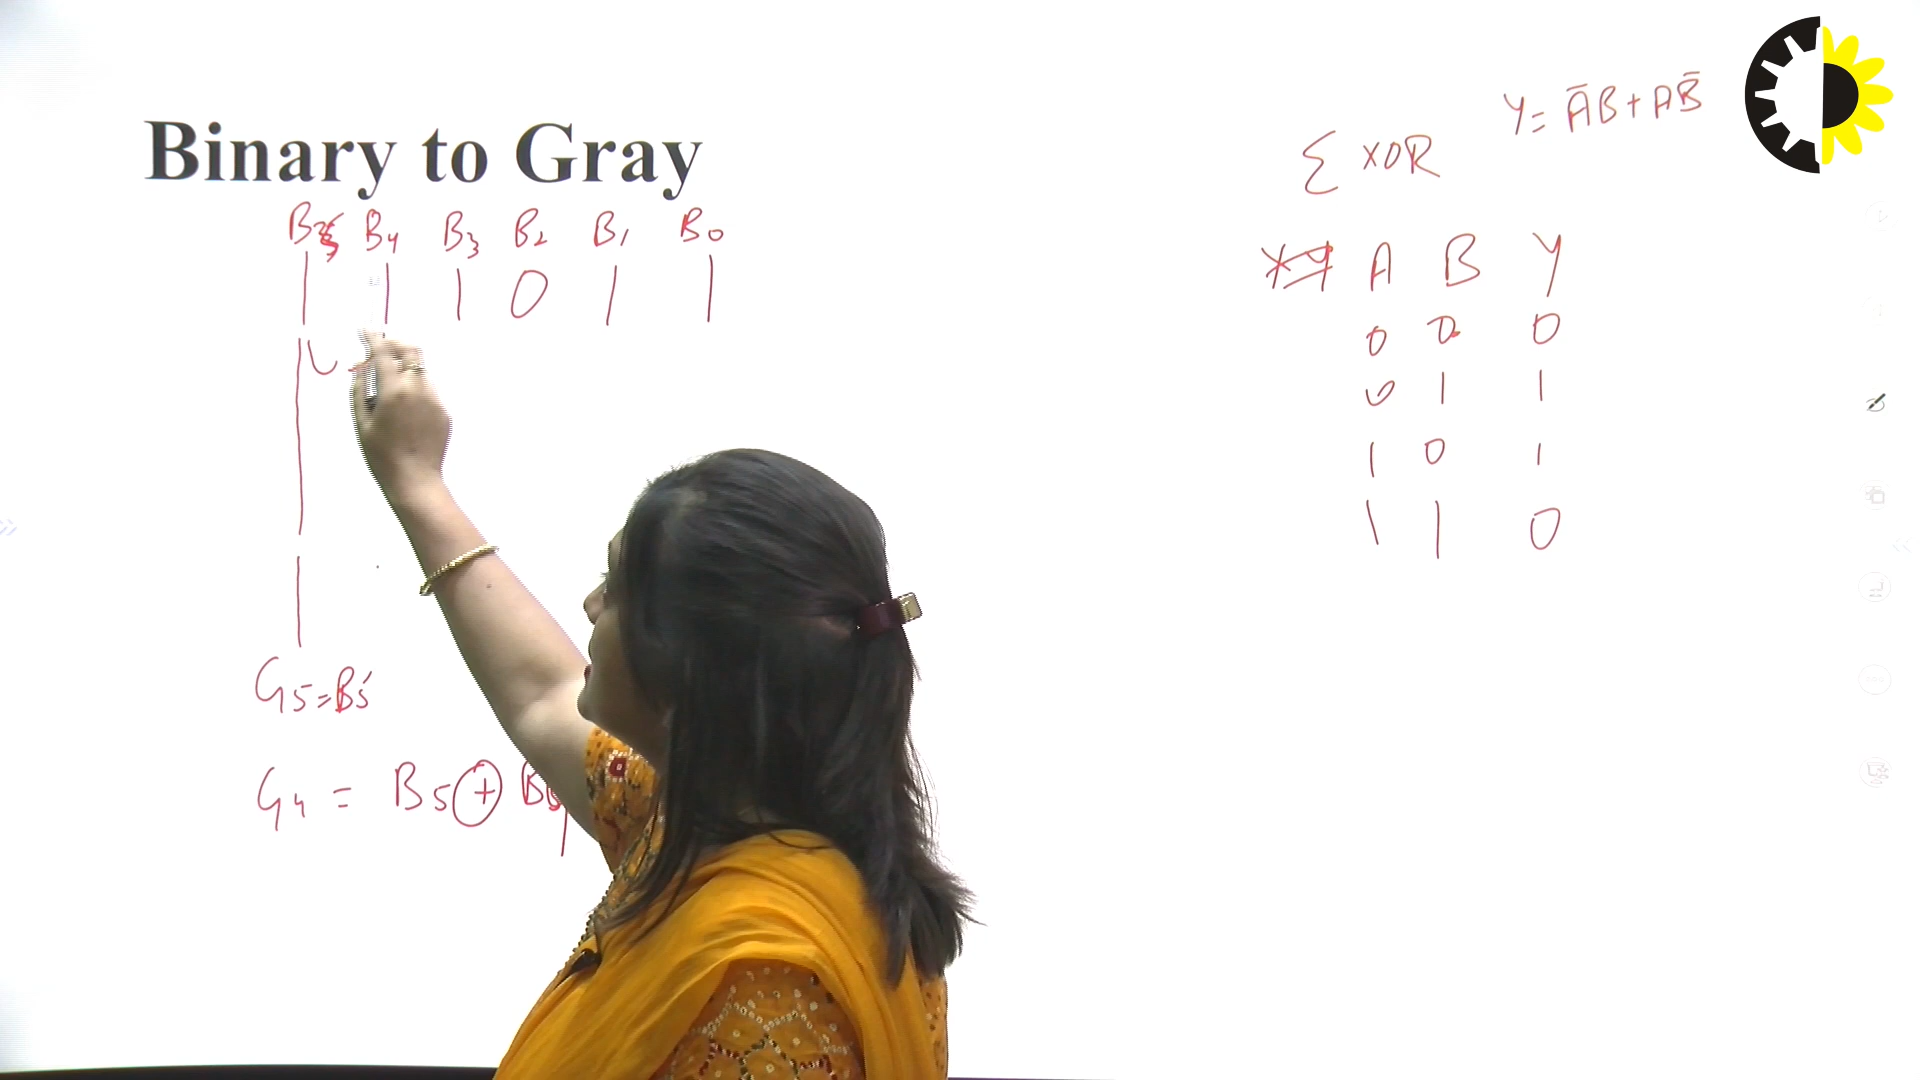 Binary to Gray
B5 B4 B3 B2 B1 B0
1 1 1 0 1 1
1
G5 = B5
G4 = B5 ⊕ B4
Σ XOR
Y = A̅B + AB̅
A B Y
0 0 0
0 1 1
1 0 1
1 1 0